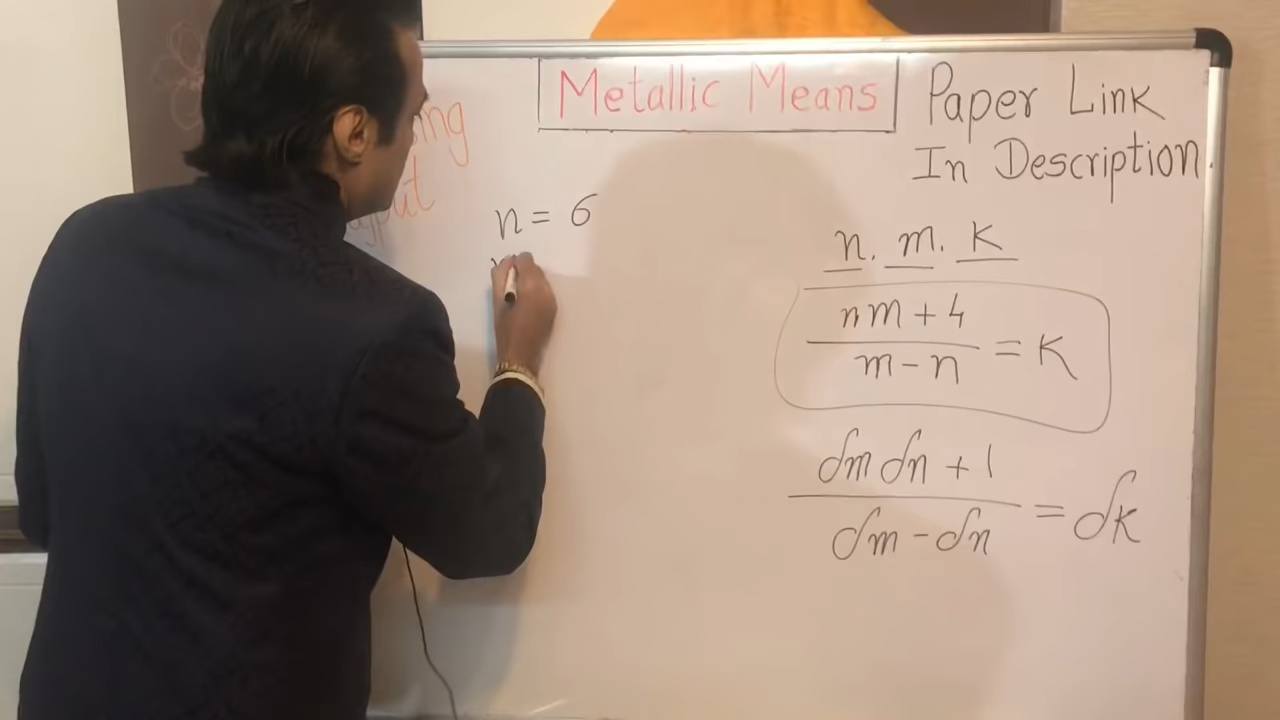 Metallic Means
Paper Link
In Description.
n = 6
n, m, K
nm + 4
m - n
= K
δm δn + 1
δm - δn
= δK